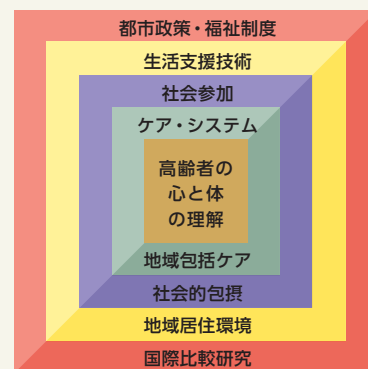 都市政策・福祉制度
生活支援技術
社会参加
ケア・システム
高齢者の
心と体
の理解
地域包括ケア
社会的包摂
地域居住環境
国際比較研究